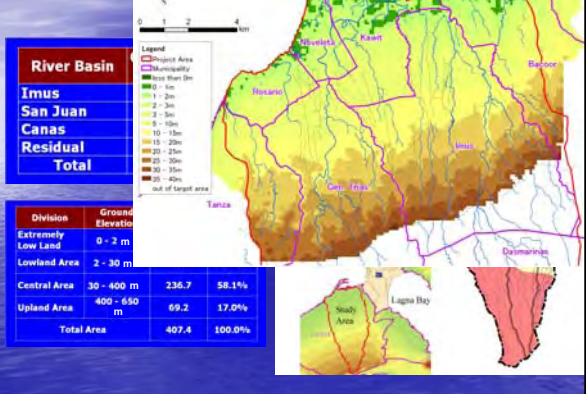 River Basin
Imus
San Juan
Canas
Residual
Total
Division
Ground
Elevation
Extremely
Low Land
0 - 2 m
Lowland Area
2 - 30 m
Central Area
30 - 400 m
236.7
58.1%
Upland Area
400 - 650
m
69.2
17.0%
Total Area
407.4
100.0%
0
1
2
4
km
Legend
Project Area
Municipality
less than 0m
0 - 1m
1 - 2m
2 - 3m
3 - 5m
5 - 10m
10 - 15m
15 - 20m
20 - 25m
25 - 30m
30 - 35m
35 - 40m
out of target area
Noveleta
Kawit
Bacoor
Rosario
Imus
Gen. Trias
Tanza
Dasmarinas
Study
Area
Laguna Bay